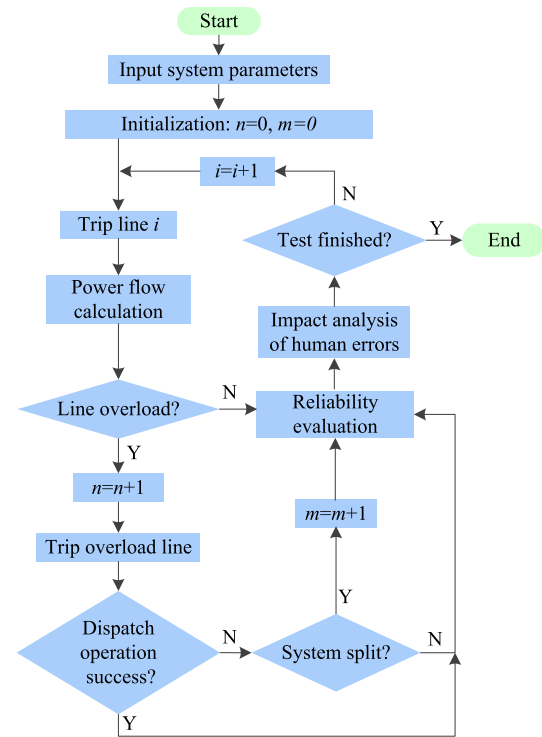 Start
Input system parameters
Initialization: n=0, m=0
i=i+1
N
Trip line i
Test finished?
Y
End
Power flow
calculation
Impact analysis
of human errors
Line overload?
N
Reliability
evaluation
Y
n=n+1
m=m+1
Trip overload line
Y
Dispatch
operation
success?
N
System split?
N
Y